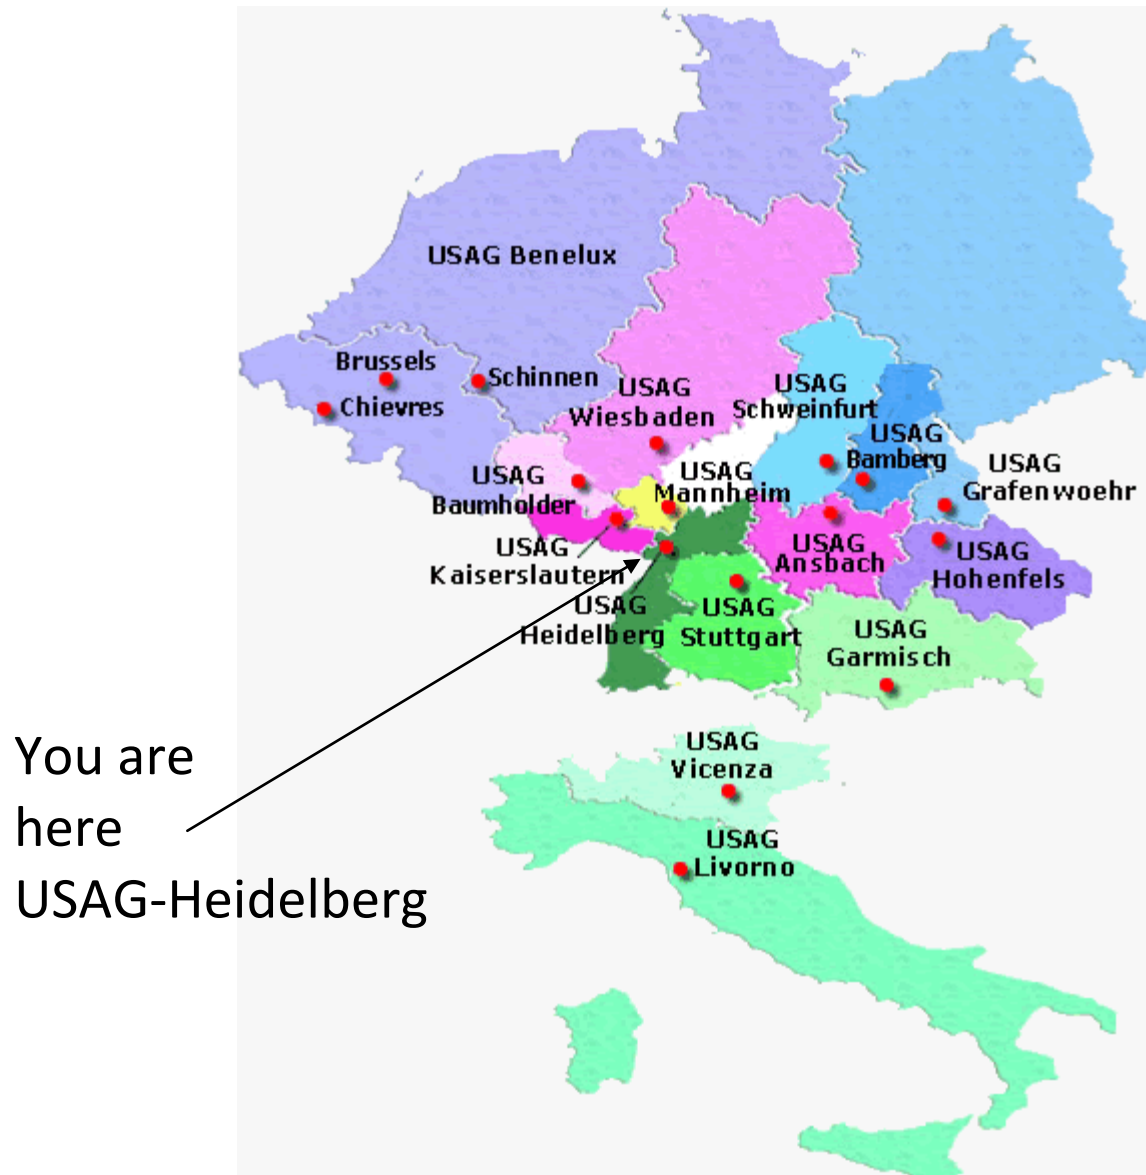 USAG Benelux
Brussels
Schinnen
Chievres
USAG
Wiesbaden
USAG
Schweinfurt
USAG
Bamberg
USAG
Mannheim
USAG
Grafenwoehr
USAG
Baumholder
USAG
Kaiserslautern
USAG
Ansbach
USAG
Hohenfels
USAG
Heidelberg
USAG
Stuttgart
USAG
Garmisch
You are
here
USAG-Heidelberg
USAG
Vicenza
USAG
Livorno